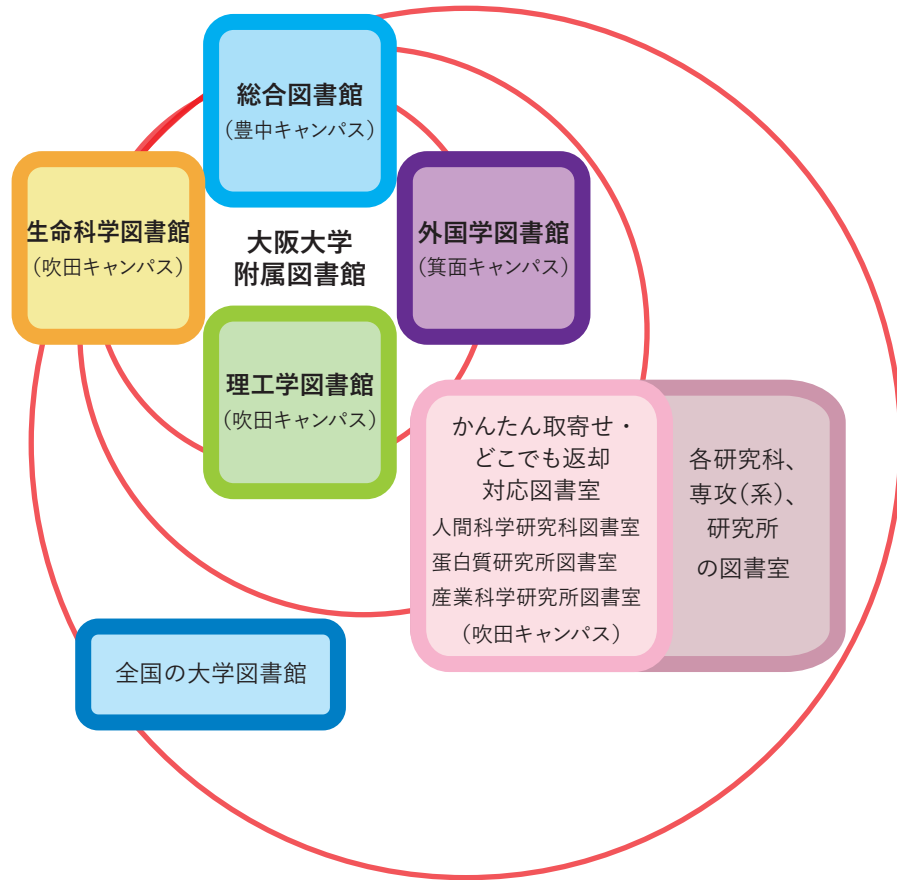 総合図書館
(豊中キャンパス)
生命科学図書館
(吹田キャンパス)
大阪大学
附属図書館
外国学図書館
(箕面キャンパス)
理工学図書館
(吹田キャンパス)
かんたん取寄せ・
どこでも返却
対応図書室
人間科学研究科図書室
蛋白質研究所図書室
産業科学研究所図書室
(吹田キャンパス)
各研究科、
専攻(系)、
研究所
の図書室
全国の大学図書館